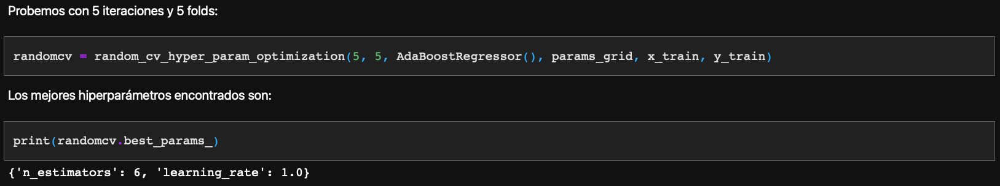 Probemos con 5 iteraciones y 5 folds:
randomcv = random_cv_hyper_param_optimization(5, 5, AdaBoostRegressor(), params_grid, x_train, y_train)
Los mejores hiperparámetros encontrados son:
print(randomcv.best_params_)
{'n_estimators': 6, 'learning_rate': 1.0}